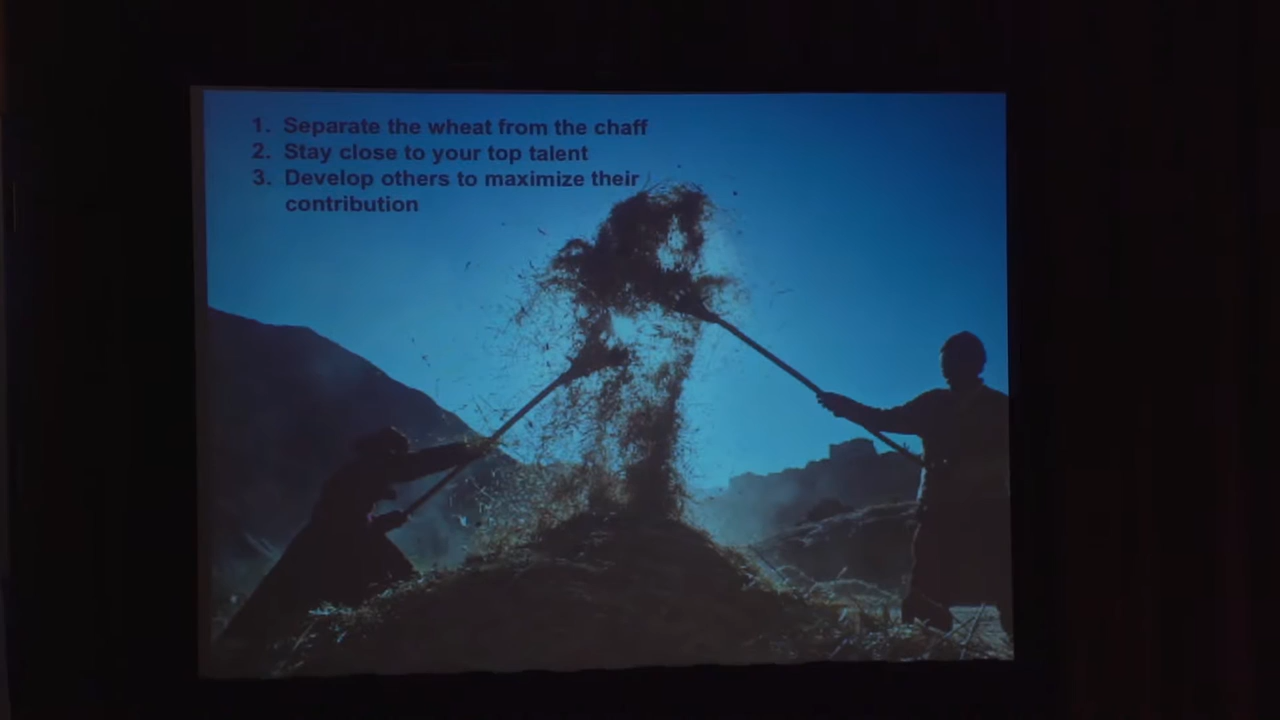 1. Separate the wheat from the chaff
2. Stay close to your top talent
3. Develop others to maximize their
contribution